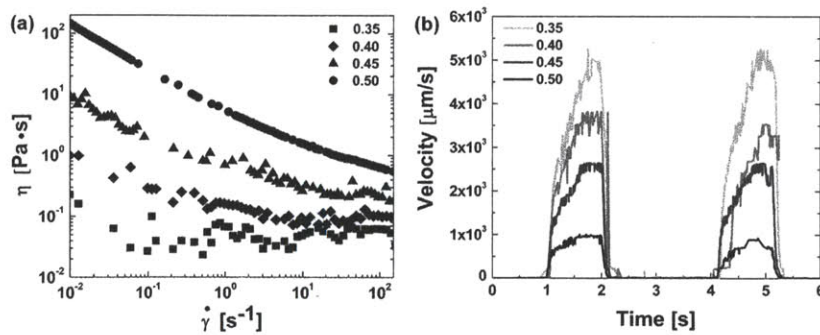 (a)
0.35
0.40
0.45
0.50
η [Pa•s]
10²
10¹
10⁰
10⁻¹
10⁻²
10⁻² 10⁻¹ 10⁰ 10¹ 10²
γ̇ [s⁻¹]
(b)
0.35
0.40
0.45
0.50
Velocity [μm/s]
6x10³
5x10³
4x10³
3x10³
2x10³
1x10³
0
0 1 2 3 4 5 6
Time [s]